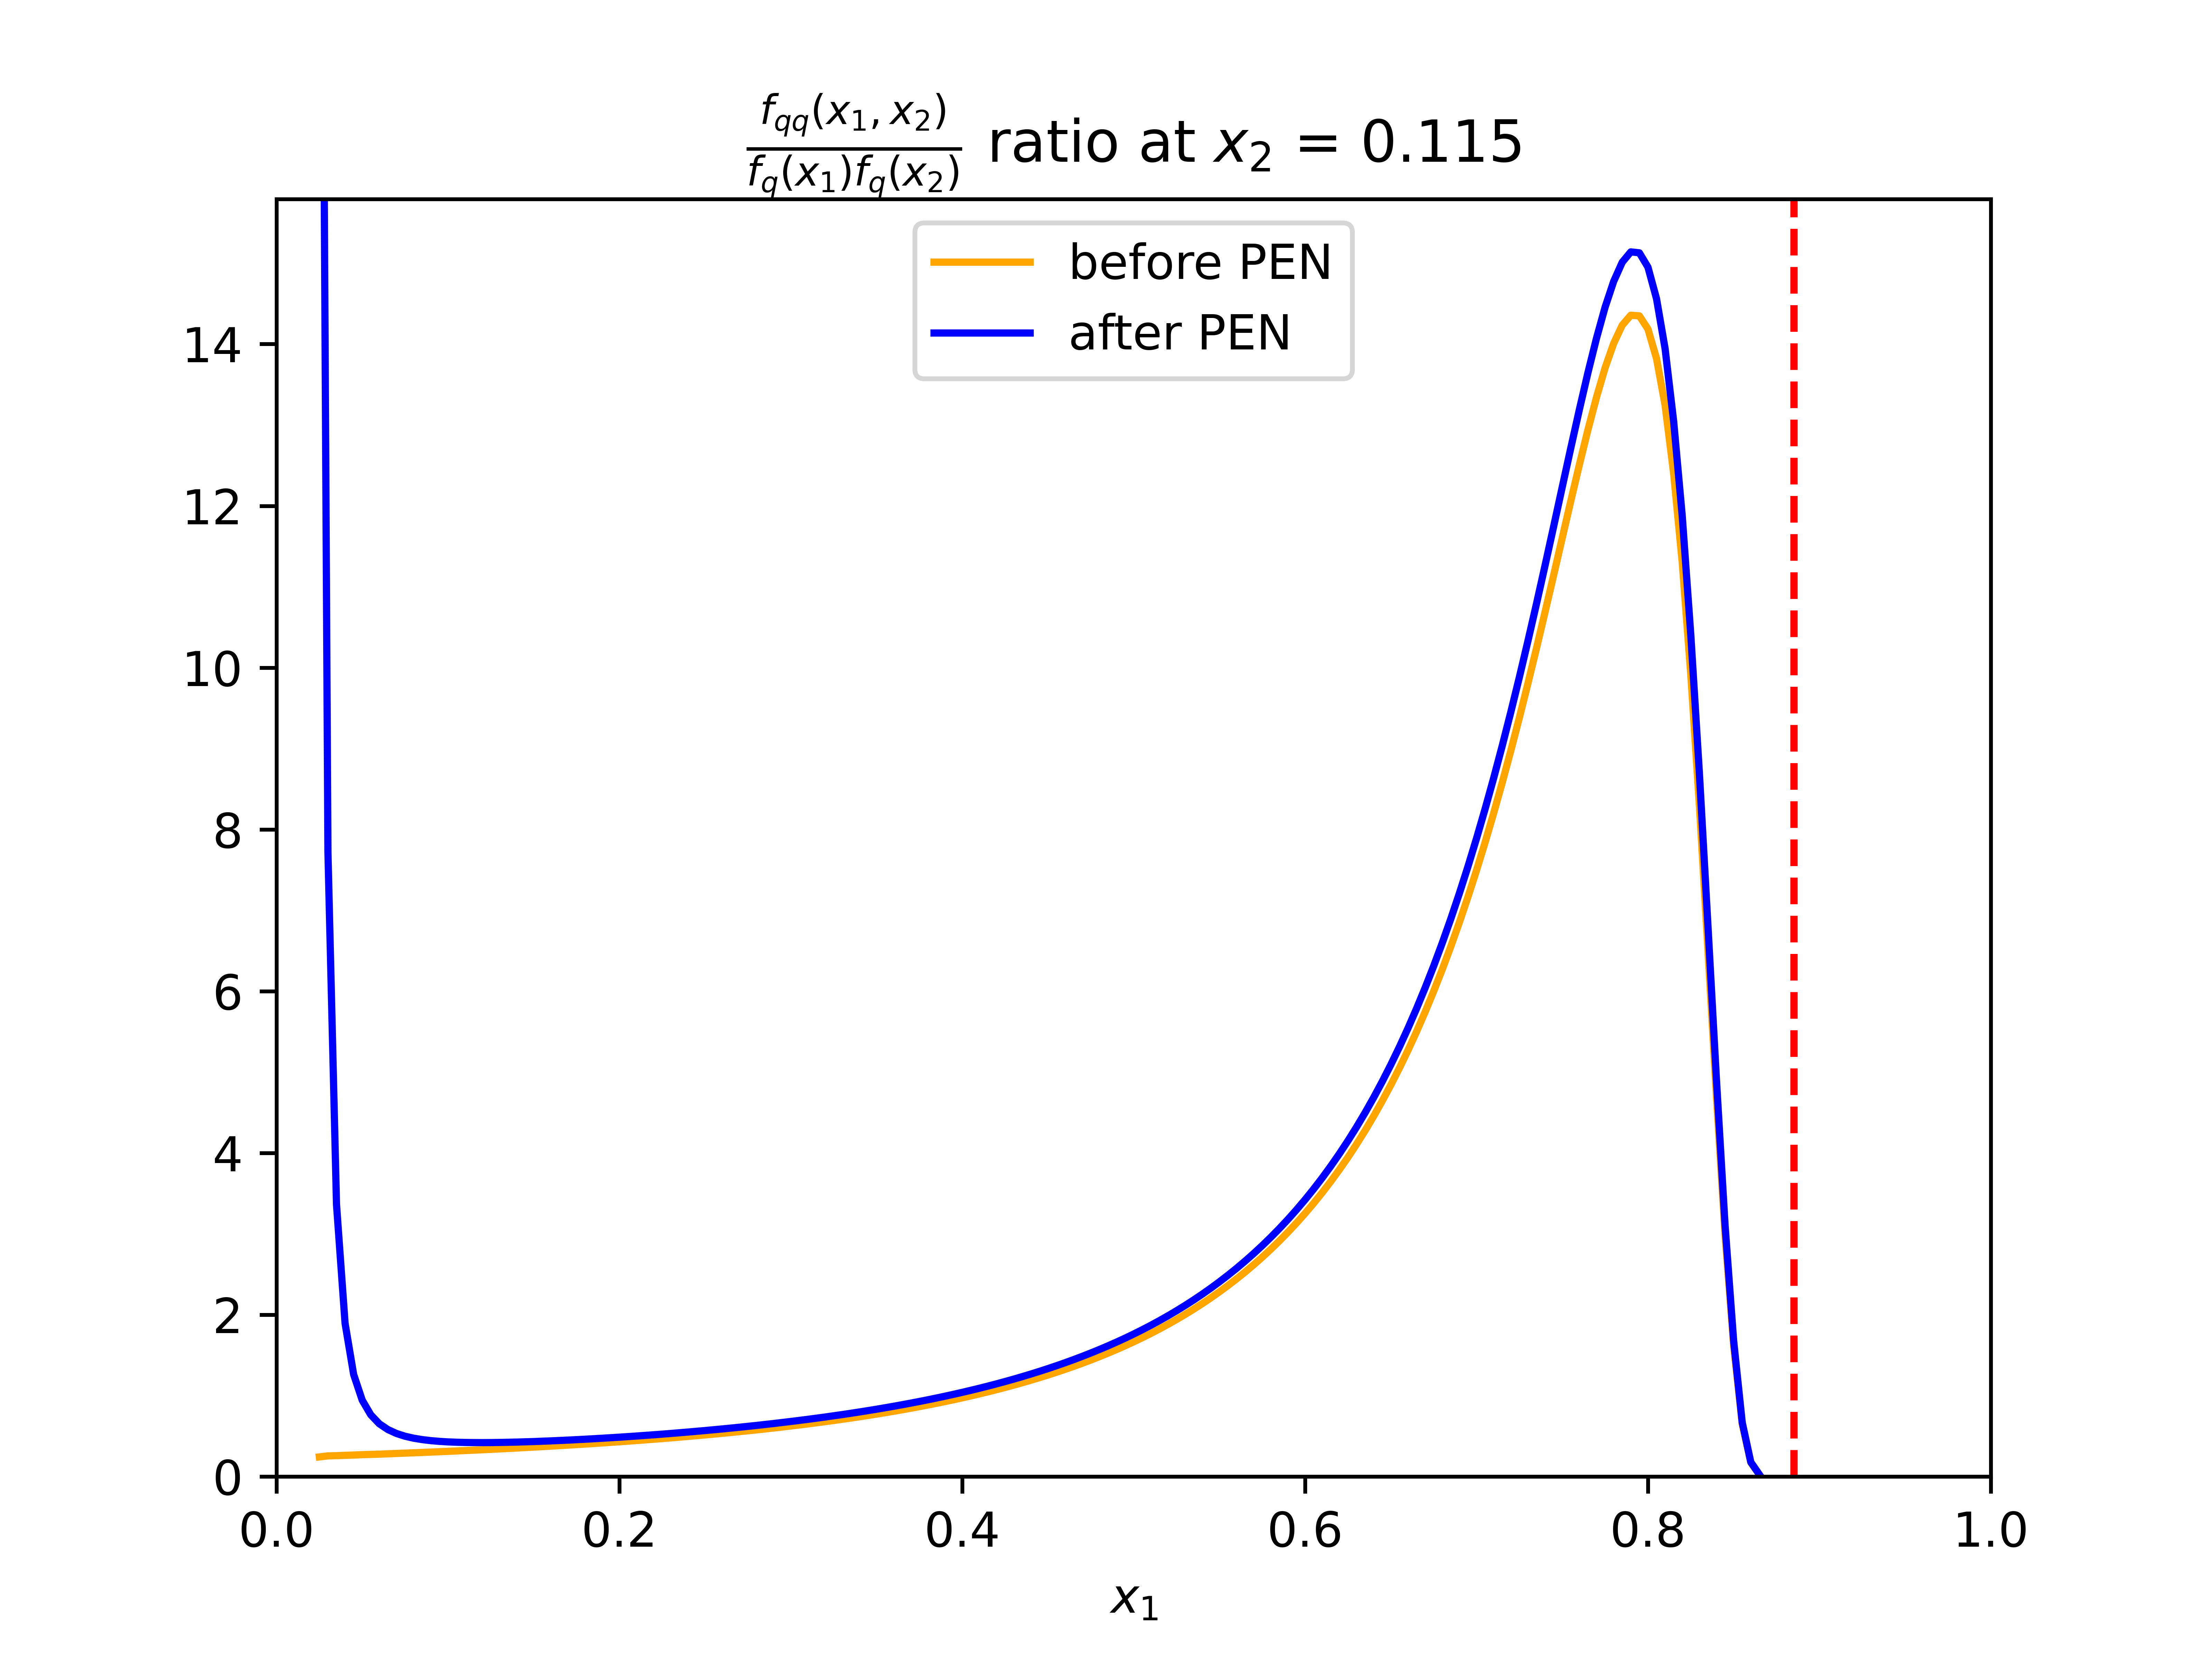 f_qq(x_1, x_2)
f_q(x_1)f_q(x_2)
ratio at x_2 = 0.115
before PEN
after PEN
14
12
10
8
6
4
2
0
0.0 0.2 0.4 0.6 0.8 1.0
x_1